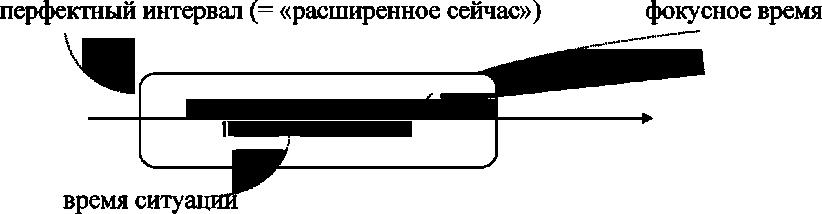 перфектный интервал (= «расширенное сейчас»)
фокусное время
время ситуации